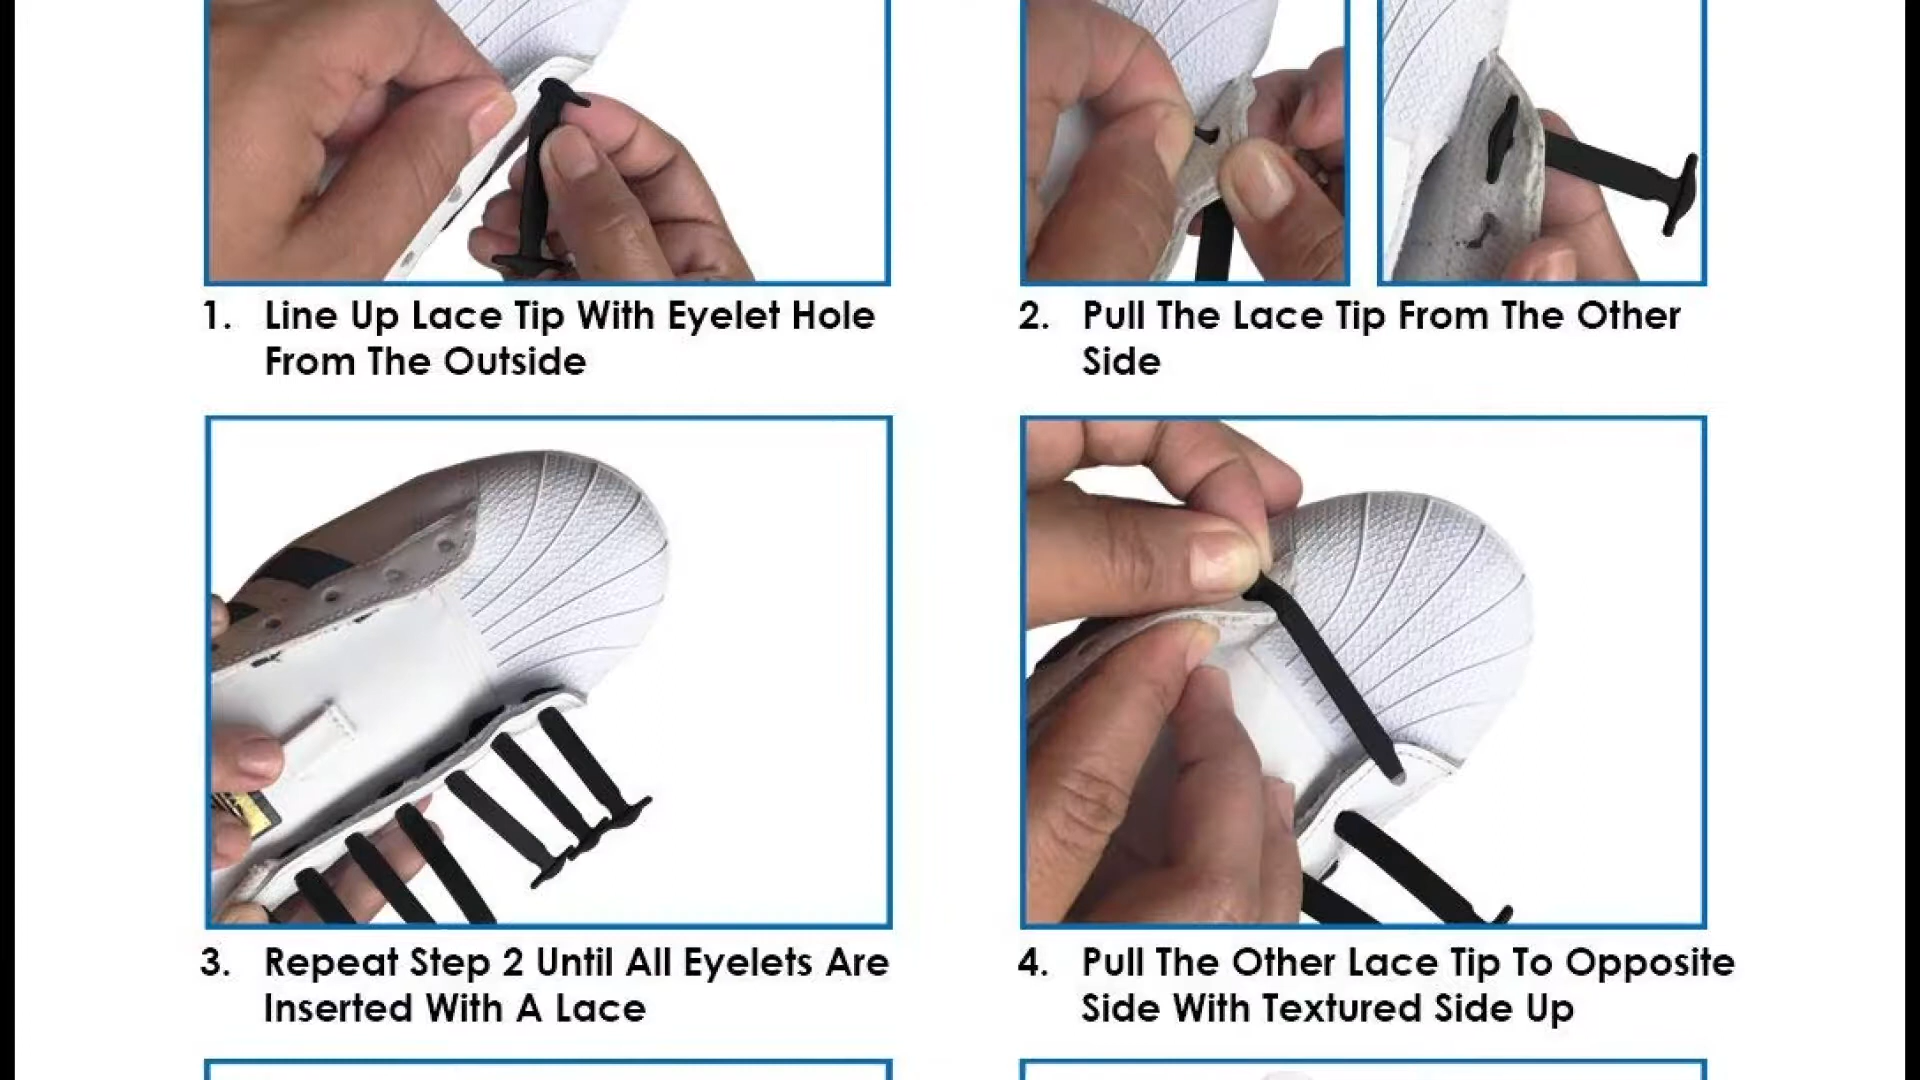 1. Line Up Lace Tip With Eyelet Hole
From The Outside
2. Pull The Lace Tip From The Other
Side
3. Repeat Step 2 Until All Eyelets Are
Inserted With A Lace
4. Pull The Other Lace Tip To Opposite
Side With Textured Side Up